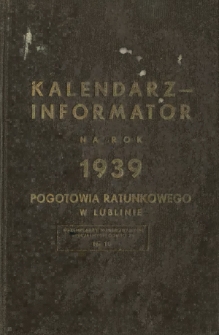 KALENDARZ—
INFORMATOR
NA ROK
1939
POGOTOWIA RATUNKOWEGO
W LUBLINIE